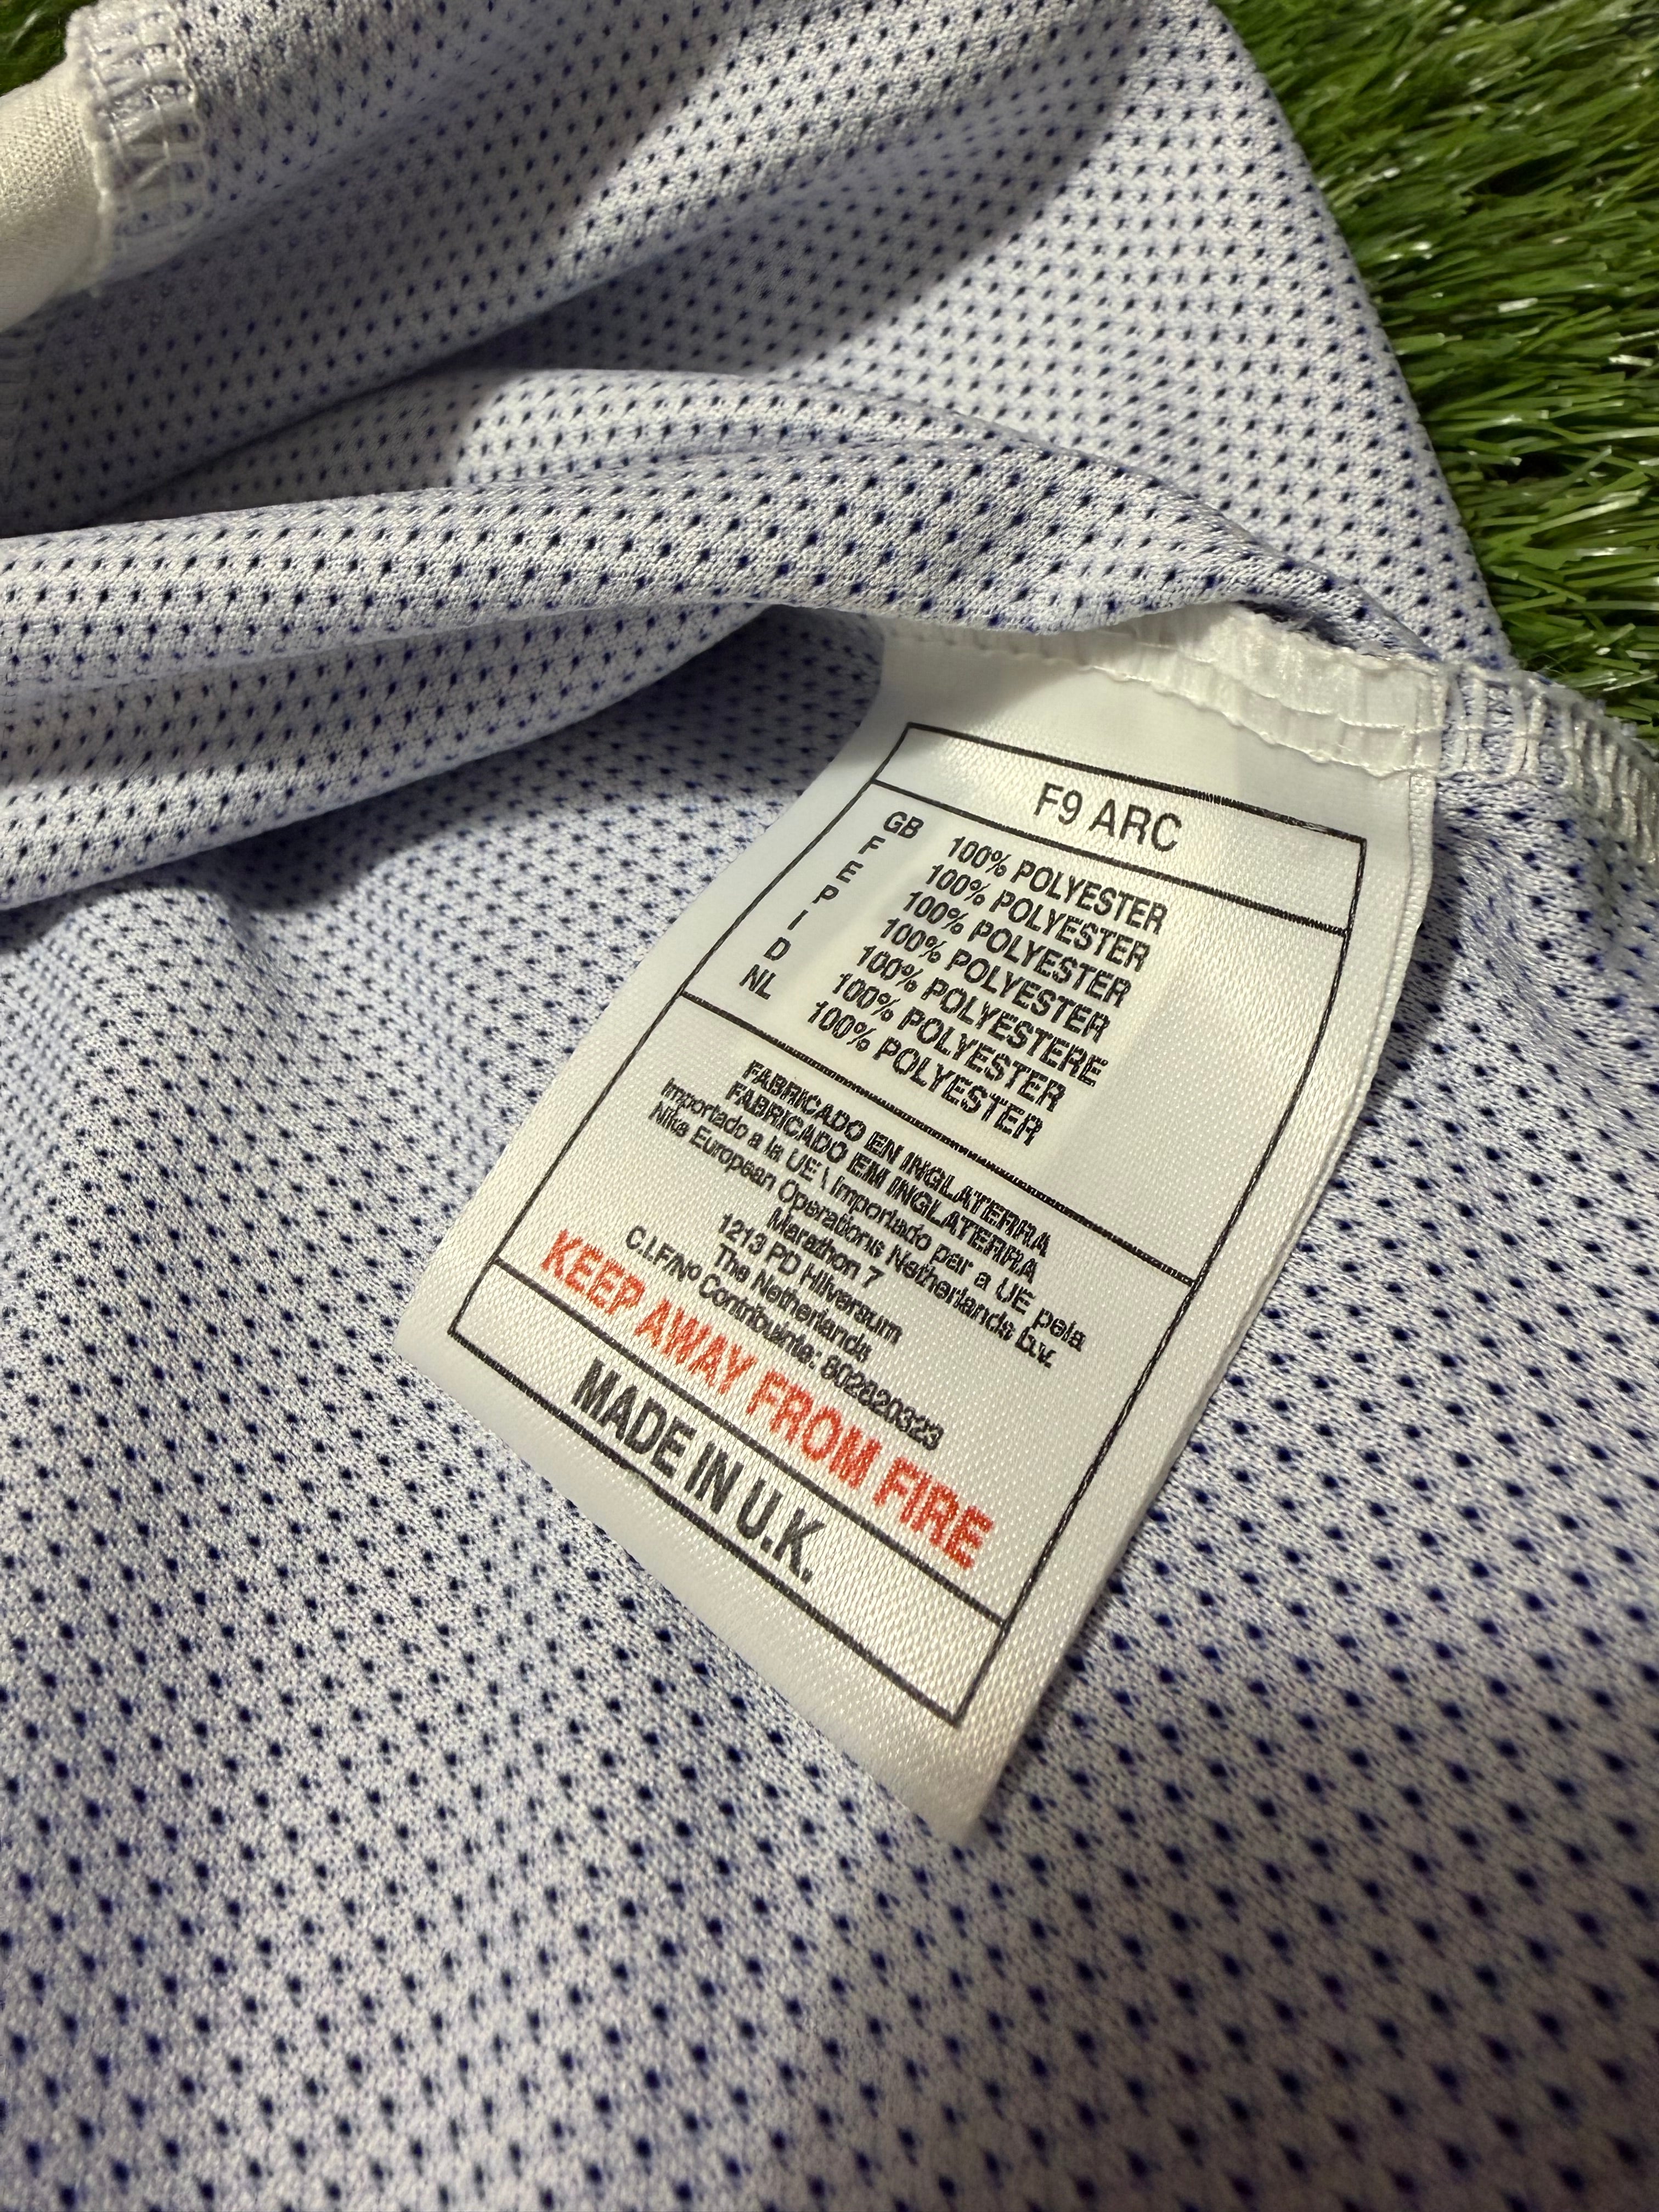 F9 ARC
GB 100% POLYESTER
F 100% POLYESTER
E 100% POLYESTER
P 100% POLYESTER
I 100% POLYESTERE
D 100% POLYESTER
NL 100% POLYESTER
FABRICADO EN INGLATERRA
FABRICADO EM INGLATERRA
Importado a la UE \ Importado par a UE pela
Nike European Operations Netherlands b.v.
Marathon 7
1213 PD Hilversum
The Netherlands
C.I.F/Nº Contribuinte: 802820323
KEEP AWAY FROM FIRE
MADE IN U.K.